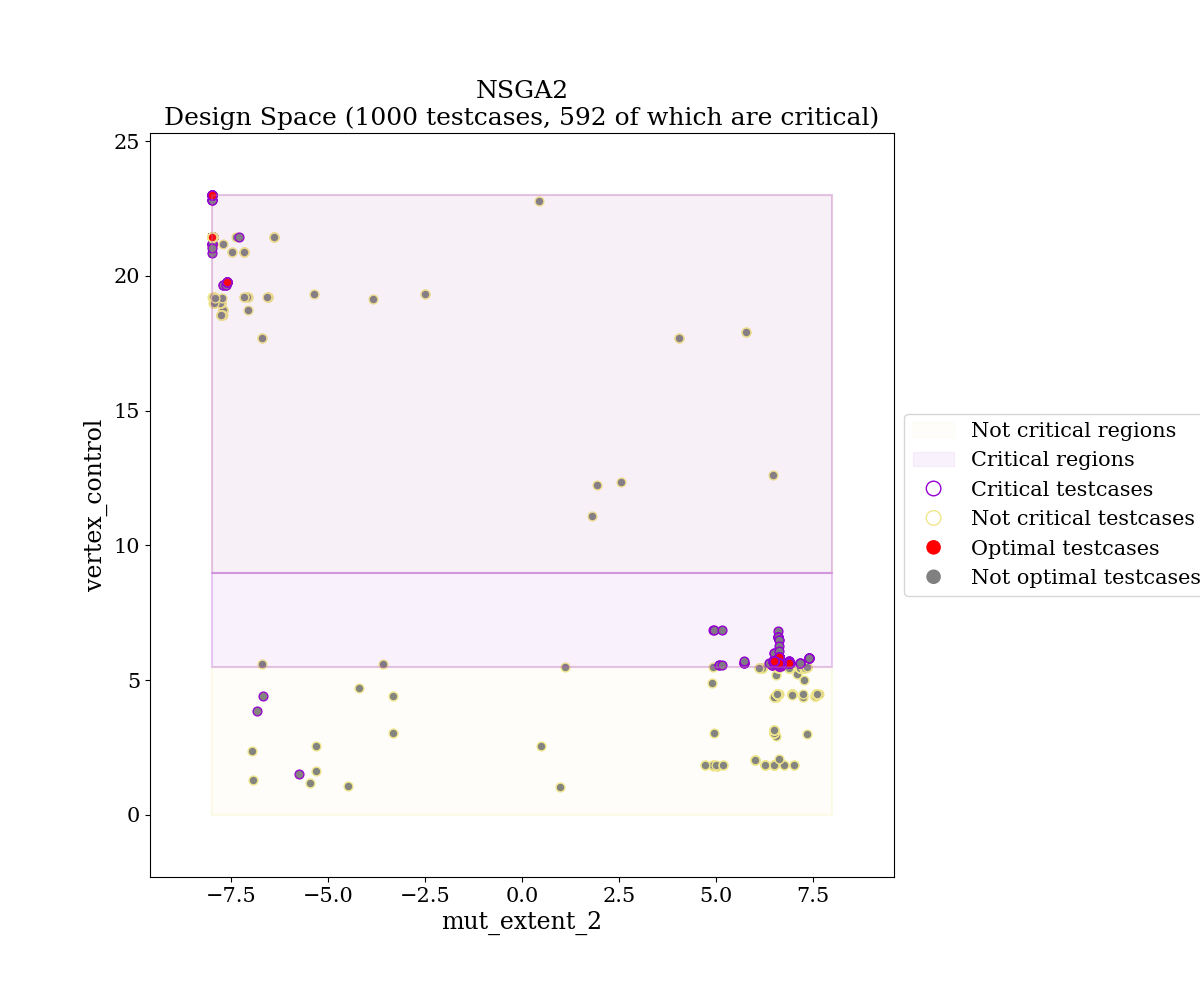 NSGA2
Design Space (1000 testcases, 592 of which are critical)
25
20
15
10
5
0
vertex_control
−7.5
−5.0
−2.5
0.0
2.5
5.0
7.5
mut_extent_2
Not critical regions
Critical regions
Critical testcases
Not critical testcases
Optimal testcases
Not optimal testcases